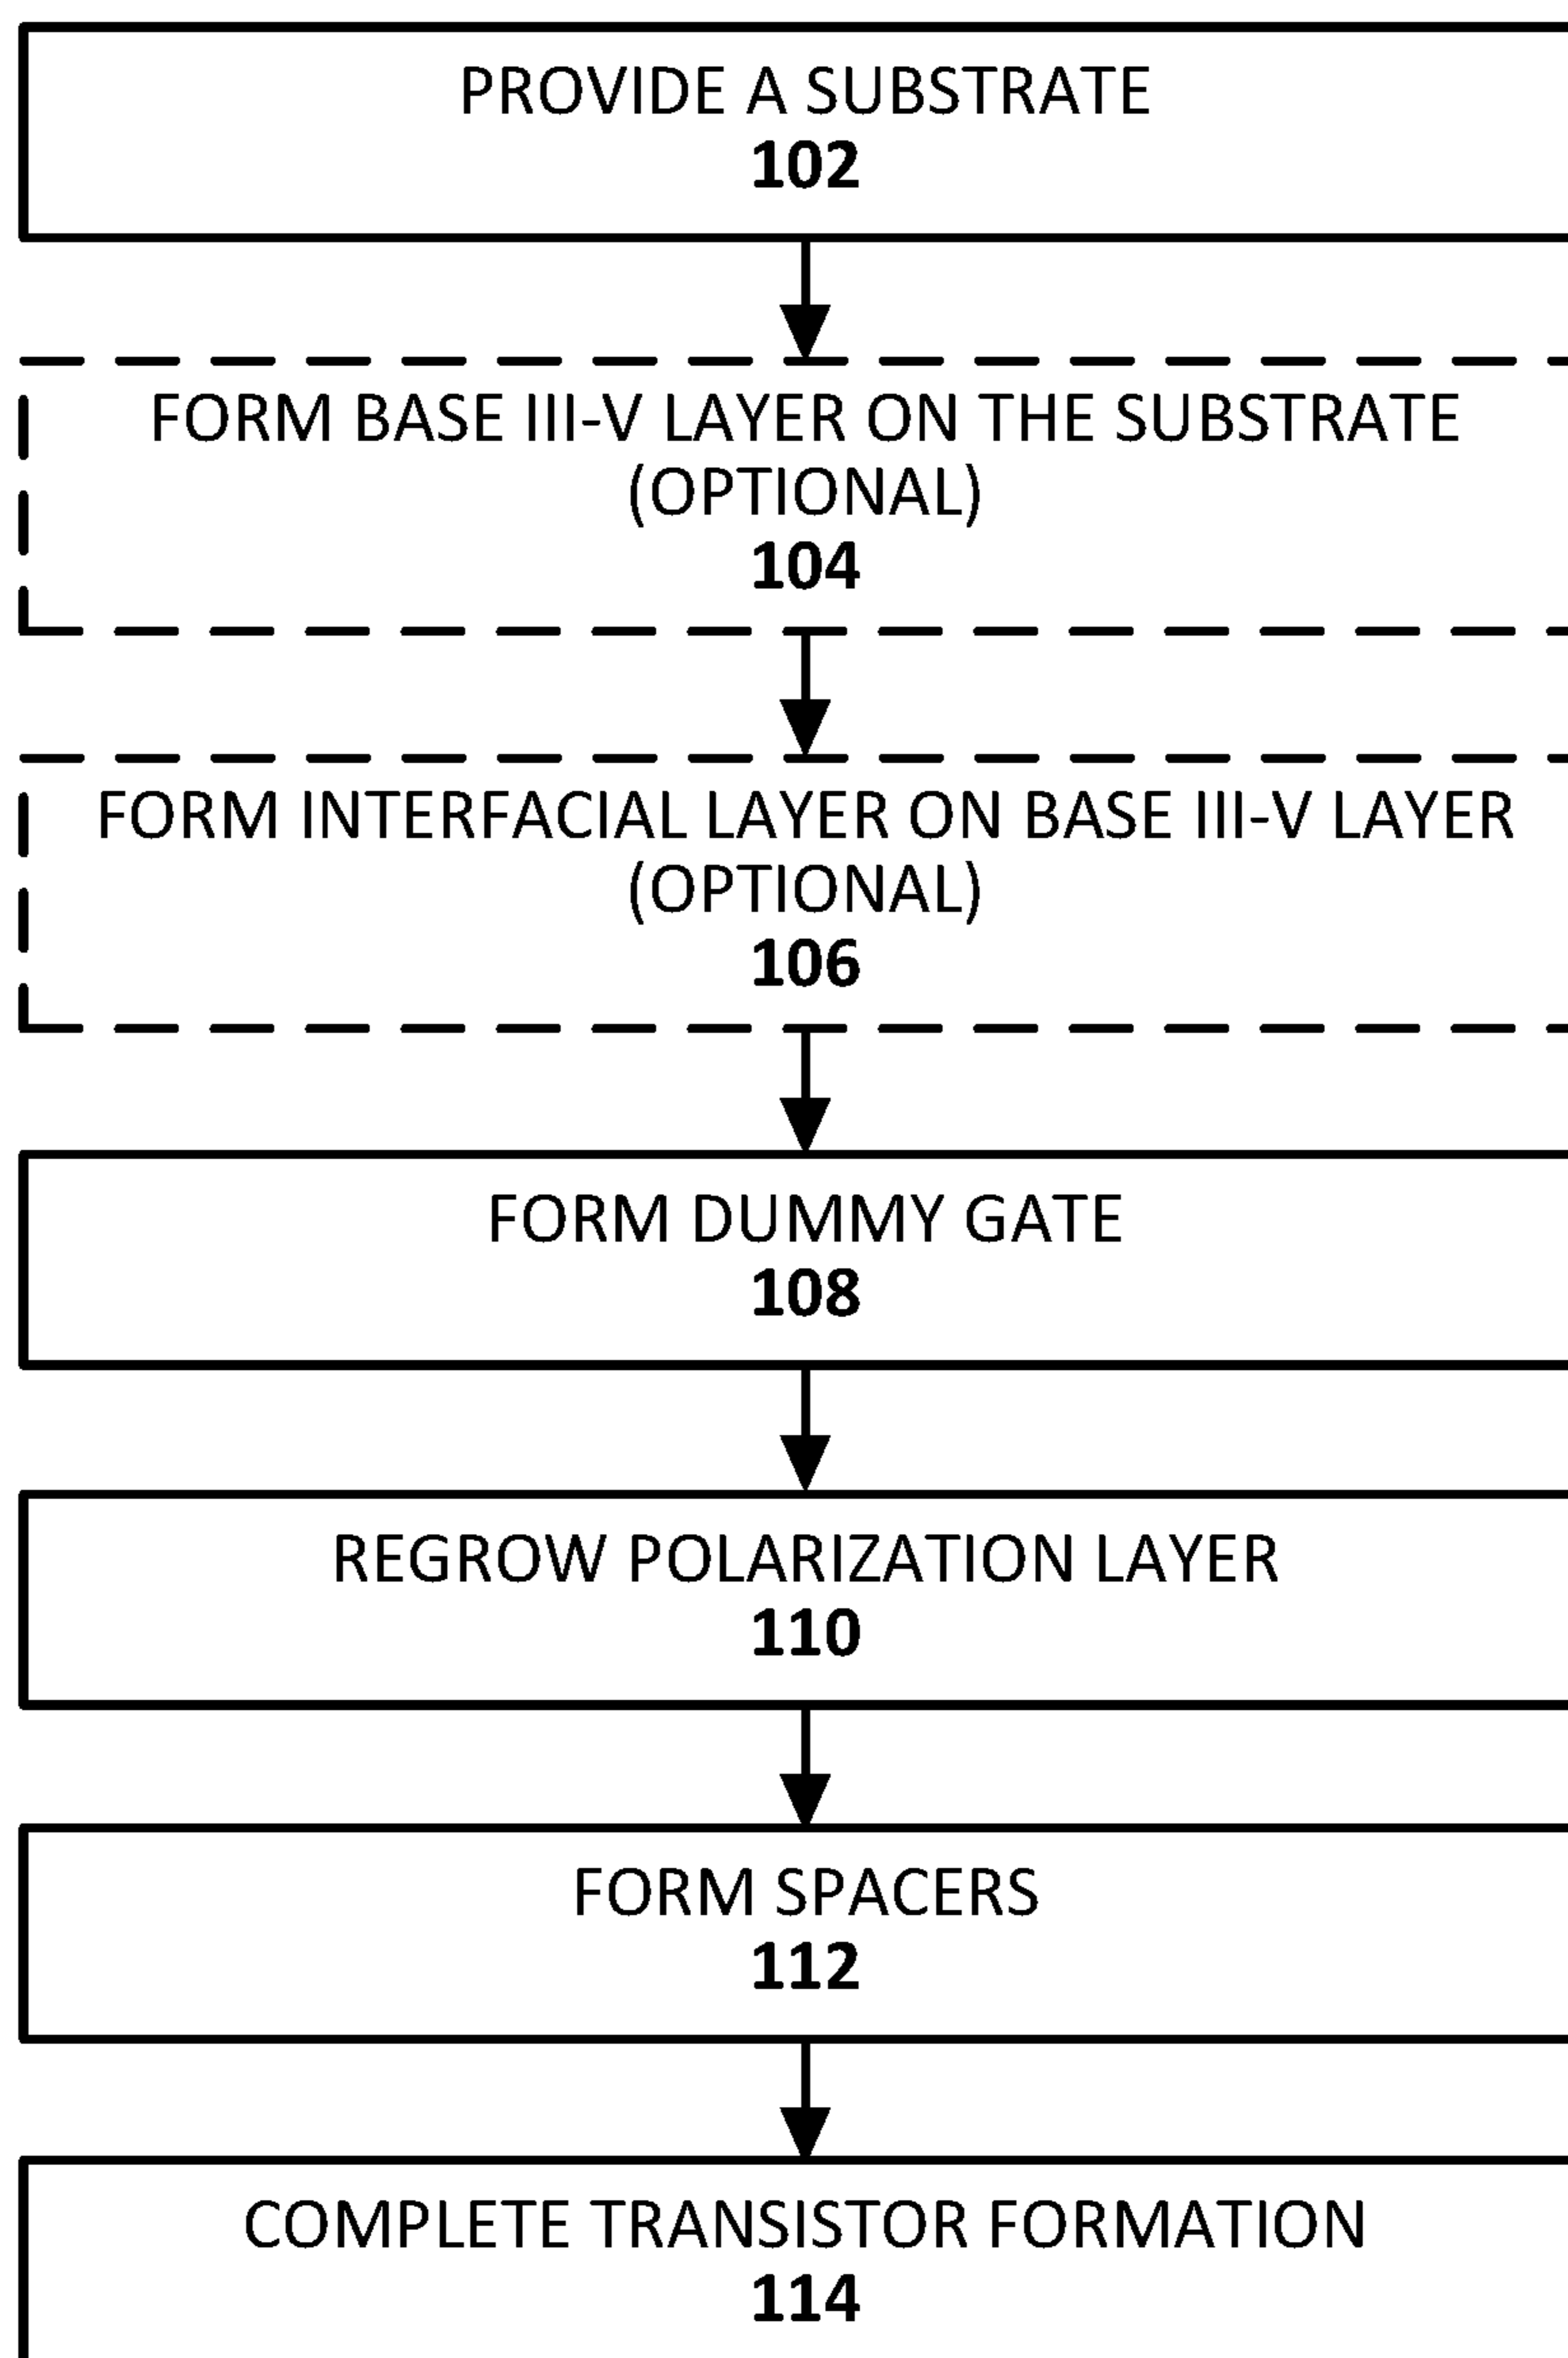 PROVIDE A SUBSTRATE
102
FORM BASE III-V LAYER ON THE SUBSTRATE
(OPTIONAL)
104
FORM INTERFACIAL LAYER ON BASE III-V LAYER
(OPTIONAL)
106
FORM DUMMY GATE
108
REGROW POLARIZATION LAYER
110
FORM SPACERS
112
COMPLETE TRANSISTOR FORMATION
114